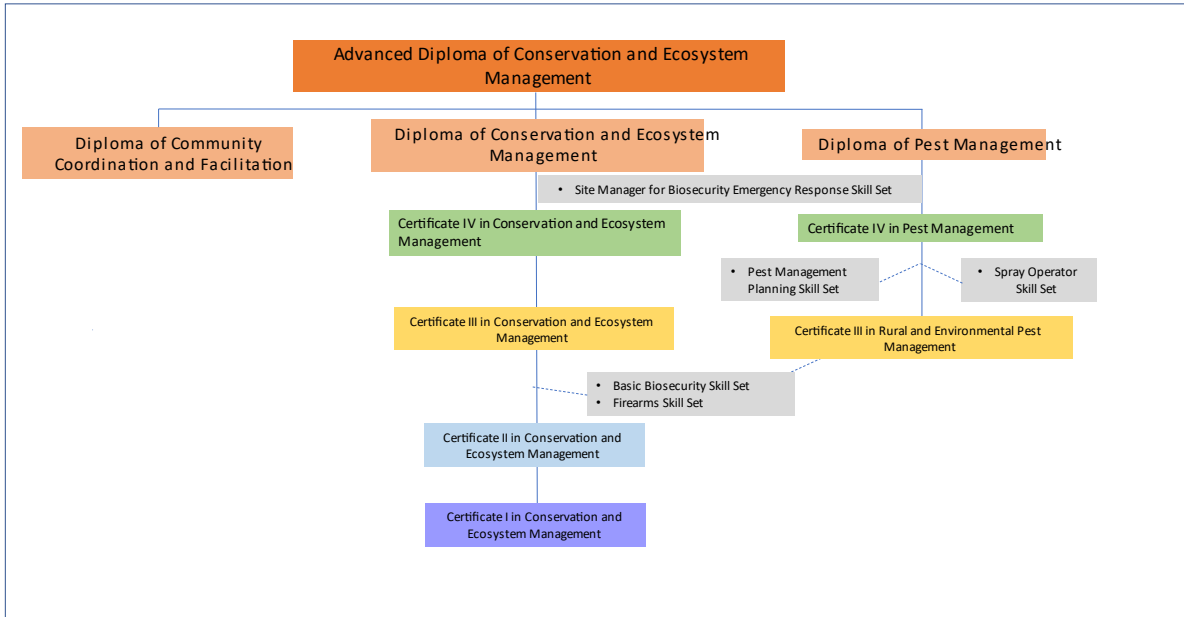 Advanced Diploma of Conservation and Ecosystem
Management
Diploma of Community
Coordination and Facilitation
Diploma of Conservation and Ecosystem
Management
Diploma of Pest Management
• Site Manager for Biosecurity Emergency Response Skill Set
Certificate IV in Conservation and Ecosystem
Management
Certificate IV in Pest Management
• Pest Management
Planning Skill Set
• Spray Operator
Skill Set
Certificate III in Conservation and Ecosystem
Management
Certificate III in Rural and Environmental Pest
Management
• Basic Biosecurity Skill Set
• Firearms Skill Set
Certificate II in Conservation and
Ecosystem Management
Certificate I in Conservation and
Ecosystem Management